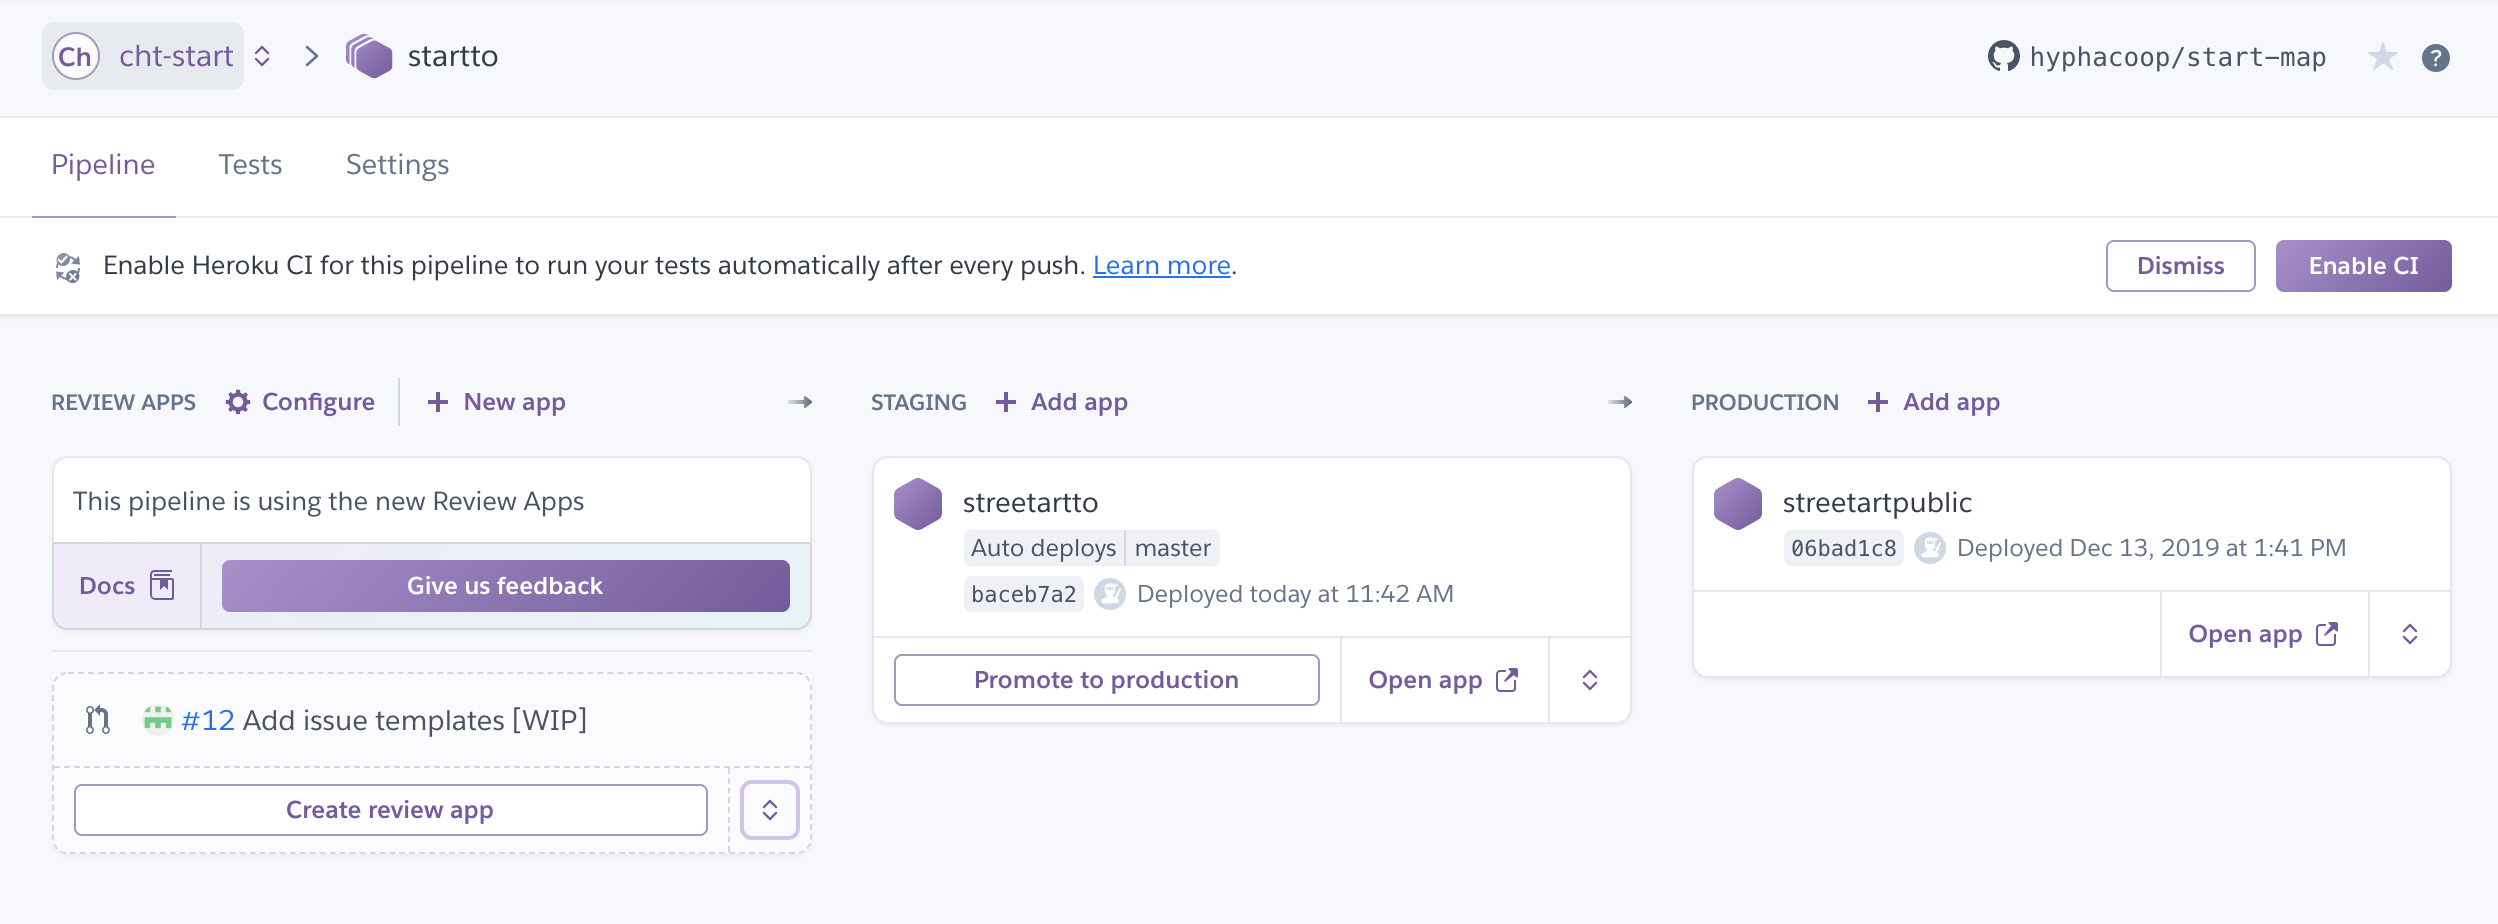 Ch cht-start startto
hyphacoop/start-map ?
Pipeline Tests Settings
Enable Heroku CI for this pipeline to run your tests automatically after every push. Learn more.
Dismiss Enable CI
REVIEW APPS Configure + New app
This pipeline is using the new Review Apps
Docs Give us feedback
#12 Add issue templates [WIP]
Create review app
STAGING + Add app
streetartto
Auto deploys master
baceb7a2 Deployed today at 11:42 AM
Promote to production Open app
PRODUCTION + Add app
streetartpublic
06bad1c8 Deployed Dec 13, 2019 at 1:41 PM
Open app